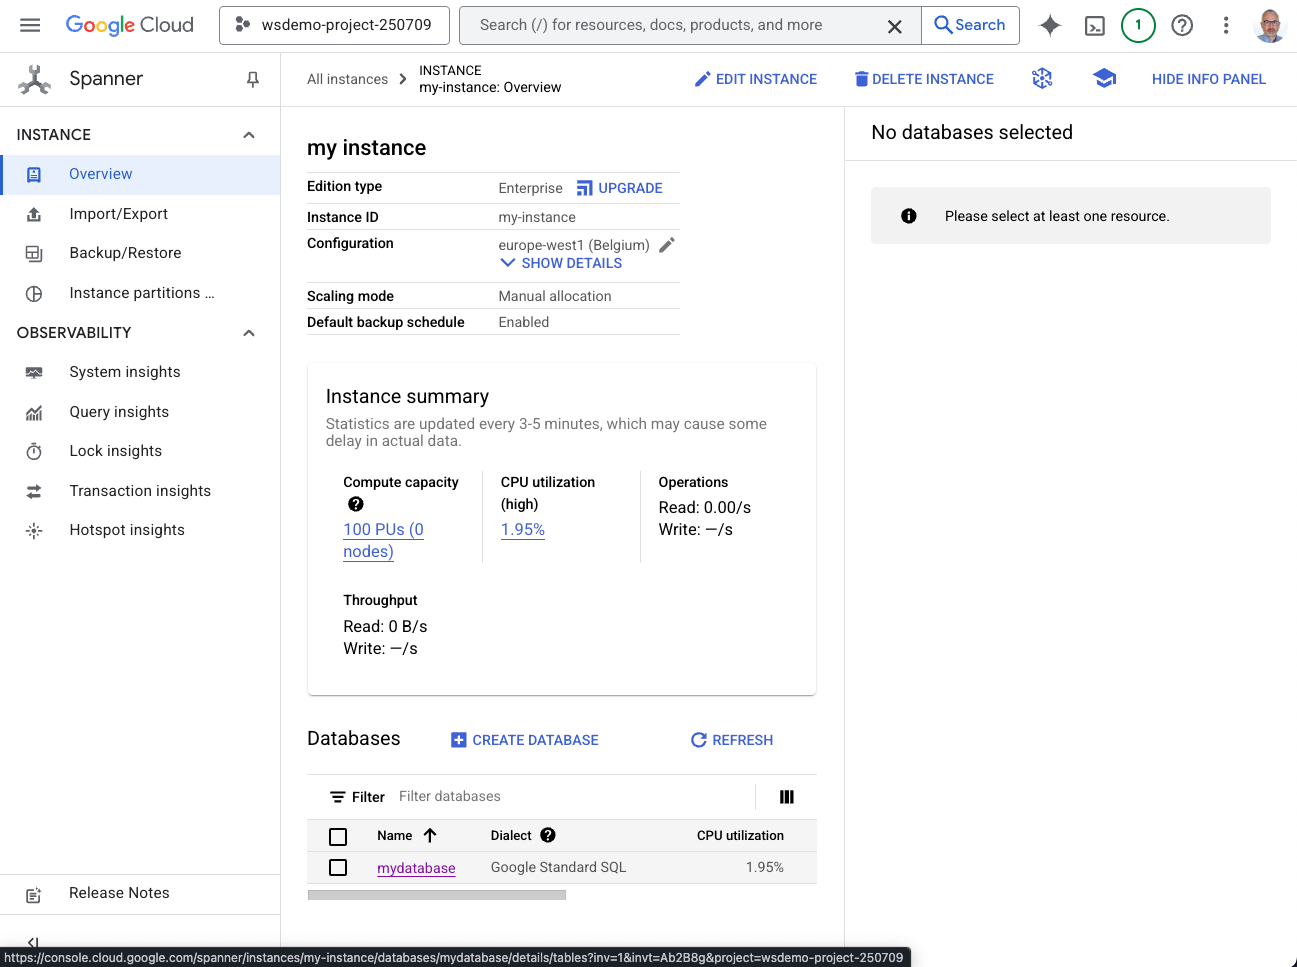 Google Cloud
wsdemo-project-250709
Search (/) for resources, docs, products, and more
Search
1
Spanner
All instances
INSTANCE
my-instance: Overview
EDIT INSTANCE
DELETE INSTANCE
HIDE INFO PANEL
INSTANCE
Overview
Import/Export
Backup/Restore
Instance partitions ...
OBSERVABILITY
System insights
Query insights
Lock insights
Transaction insights
Hotspot insights
Release Notes
my instance
Edition type Enterprise UPGRADE
Instance ID my-instance
Configuration europe-west1 (Belgium)
SHOW DETAILS
Scaling mode Manual allocation
Default backup schedule Enabled
Instance summary
Statistics are updated every 3-5 minutes, which may cause some
delay in actual data.
Compute capacity
100 PUs (0
nodes)
CPU utilization
(high)
1.95%
Operations
Read: 0.00/s
Write: —/s
Throughput
Read: 0 B/s
Write: —/s
Databases
CREATE DATABASE
REFRESH
Filter Filter databases
Name Dialect CPU utilization
mydatabase Google Standard SQL 1.95%
No databases selected
Please select at least one resource.
https://console.cloud.google.com/spanner/instances/my-instance/databases/mydatabase/details/tables?inv=1&invt=Ab2B8g&project=wsdemo-project-250709